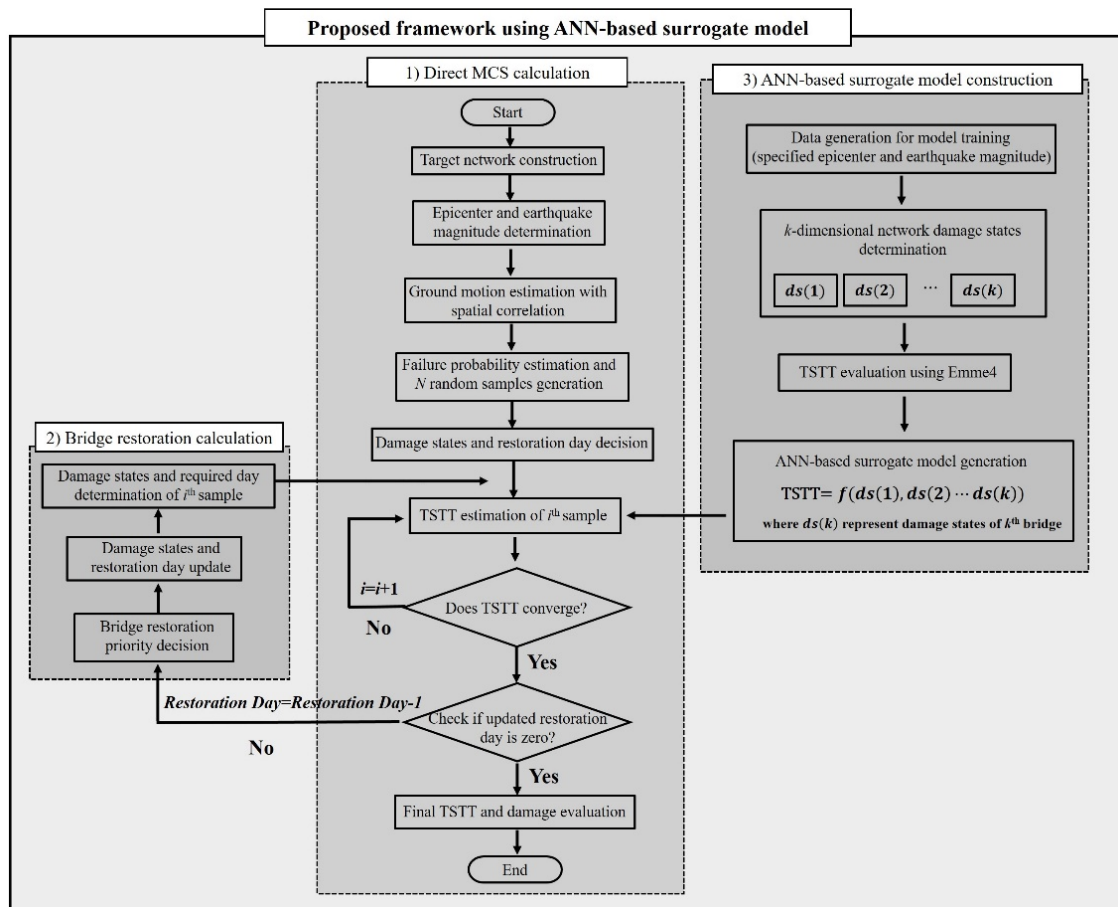 Proposed framework using ANN-based surrogate model
1) Direct MCS calculation
Start
Target network construction
Epicenter and earthquake
magnitude determination
Ground motion estimation with
spatial correlation
Failure probability estimation and
N random samples generation
Damage states and restoration day decision
TSTT estimation of iᵗʰ sample
i=i+1
Does TSTT converge?
No
Yes
Check if updated restoration
day is zero?
Restoration Day=Restoration Day-1
No
Yes
Final TSTT and damage evaluation
End
2) Bridge restoration calculation
Damage states and required day
determination of iᵗʰ sample
Damage states and
restoration day update
Bridge restoration
priority decision
3) ANN-based surrogate model construction
Data generation for model training
(specified epicenter and earthquake magnitude)
k-dimensional network damage states
determination
ds(1) ds(2) ... ds(k)
TSTT evaluation using Emme4
ANN-based surrogate model generation
TSTT= f(ds(1), ds(2) ⋯ ds(k))
where ds(k) represent damage states of kᵗʰ bridge